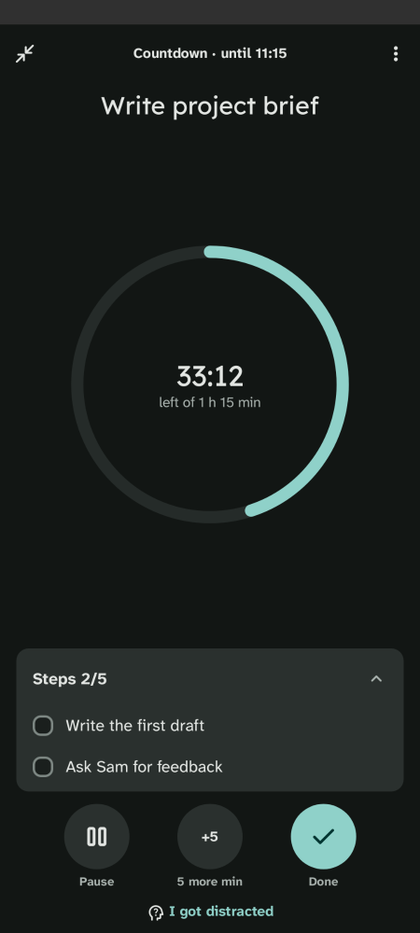 Countdown · until 11:15
Write project brief
33:12
left of 1 h 15 min
Steps 2/5
Write the first draft
Ask Sam for feedback
+5
Pause
5 more min
Done
I got distracted